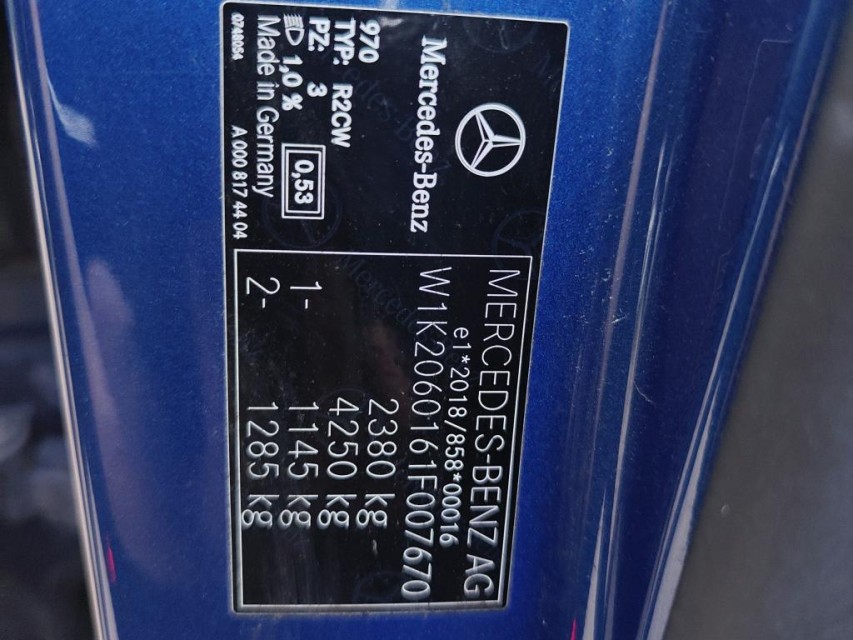 Mercedes-Benz
970
TYP: R2CW
PZ: 3
1,0 %
0,53
Made in Germany
0748054
A 000 817 44 04
MERCEDES-BENZ AG
e1*2018/858*00016
W1K2060161F007670
2380 kg
4250 kg
1- 1145 kg
2- 1285 kg